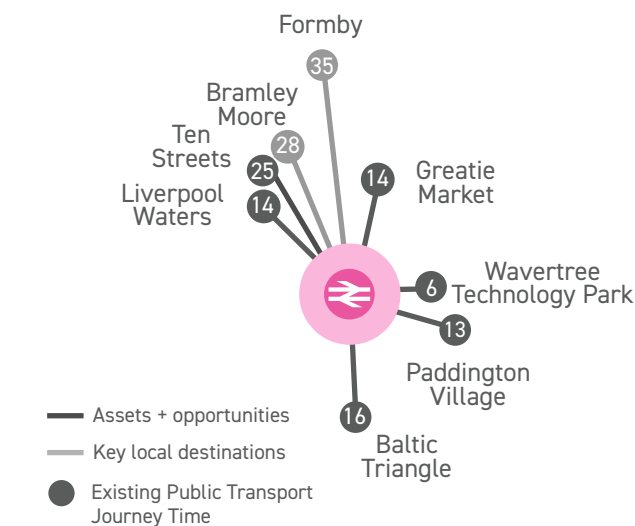 Formby
35
Bramley
Moore
28
Ten
Streets
25
Liverpool
Waters
14
14
Greatie
Market
6
Wavertree
Technology Park
13
Paddington
Village
16
Baltic
Triangle
Assets + opportunities
Key local destinations
Existing Public Transport
Journey Time